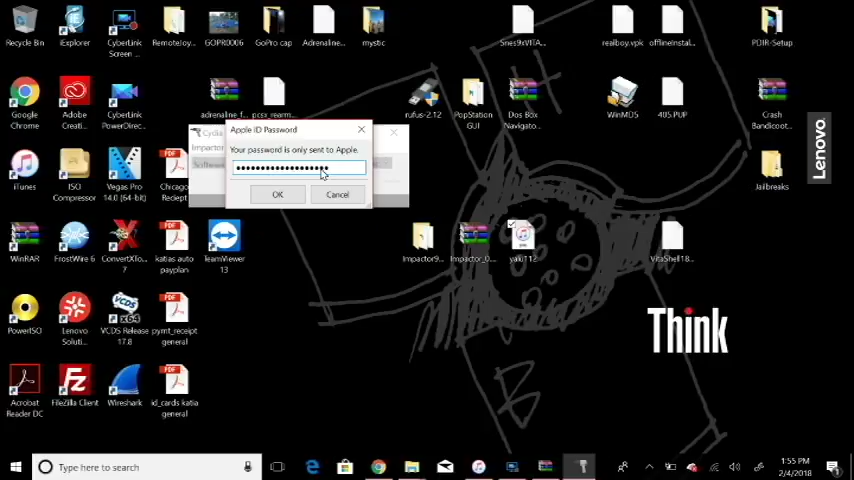 Recycle Bin
Explorer
CyberLink
Screen ...
RemoteJoy...
GOPR0006
GoPro cap
Adrenaline...
mystic
Snes9xVITA...
realboy.vpk
offlineInstal...
PDIR-Setup
Google
Chrome
Adobe
Creati...
CyberLink
PowerDirec...
adrenaline_f...
pcsx_rearm...
rufus-2.12
PopStation
GUI
Dos Box
Navigato...
WinMDS
405 PUP
Crash
Bandicoot...
Lenovo
Apple ID Password
Your password is only sent to Apple.
OK
Cancel
Cydia
Impactor
iTunes
ISO
Compressor
Vegas Pro
14.0 (64-bit)
Chicago
Reciept
Jailbreaks
H
WinRAR
FrostWire 6
ConvertXTo...
7
katias auto
payplan
TeamViewer
13
Impactor9...
Impactor_0...
yalu112
VitaShell18...
PowerISO
Lenovo
Soluti...
VCDS Release
17.8
pymt_receipt
general
Think
Acrobat
Reader DC
FileZilla Client
Wireshark
id_cards katia
general
B
Type here to search
1:55 PM
2/4/2018